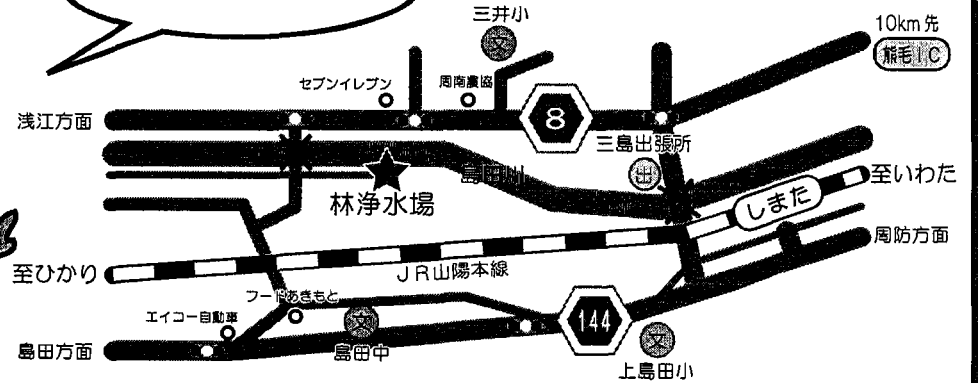 三井小
文
10km先
熊毛IC
セブンイレブン
周南農協
浅江方面
8
三島出張所
出
島田川
至いわた
林浄水場
しまた
周防方面
至ひかり
JR山陽本線
フードあきもと
エイコー自動車
文
144
島田方面
島田中
文
上島田小